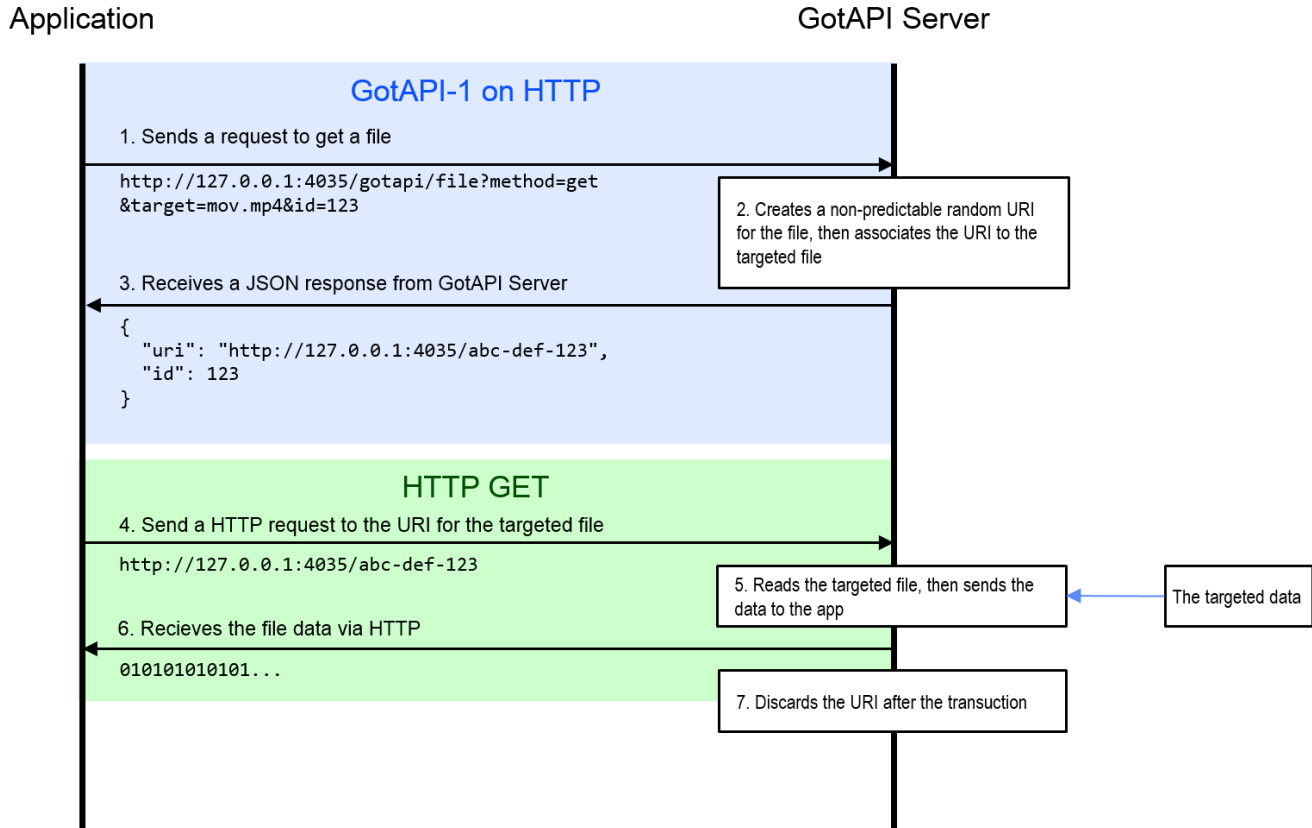 Application
GotAPI Server
GotAPI-1 on HTTP
1. Sends a request to get a file
http://127.0.0.1:4035/gotapi/file?method=get
&target=mov.mp4&id=123
2. Creates a non-predictable random URI
for the file, then associates the URI to the
targeted file
3. Receives a JSON response from GotAPI Server
{
  "uri": "http://127.0.0.1:4035/abc-def-123",
  "id": 123
}
HTTP GET
4. Send a HTTP request to the URI for the targeted file
http://127.0.0.1:4035/abc-def-123
5. Reads the targeted file, then sends the
data to the app
The targeted data
6. Recieves the file data via HTTP
010101010101...
7. Discards the URI after the transuction